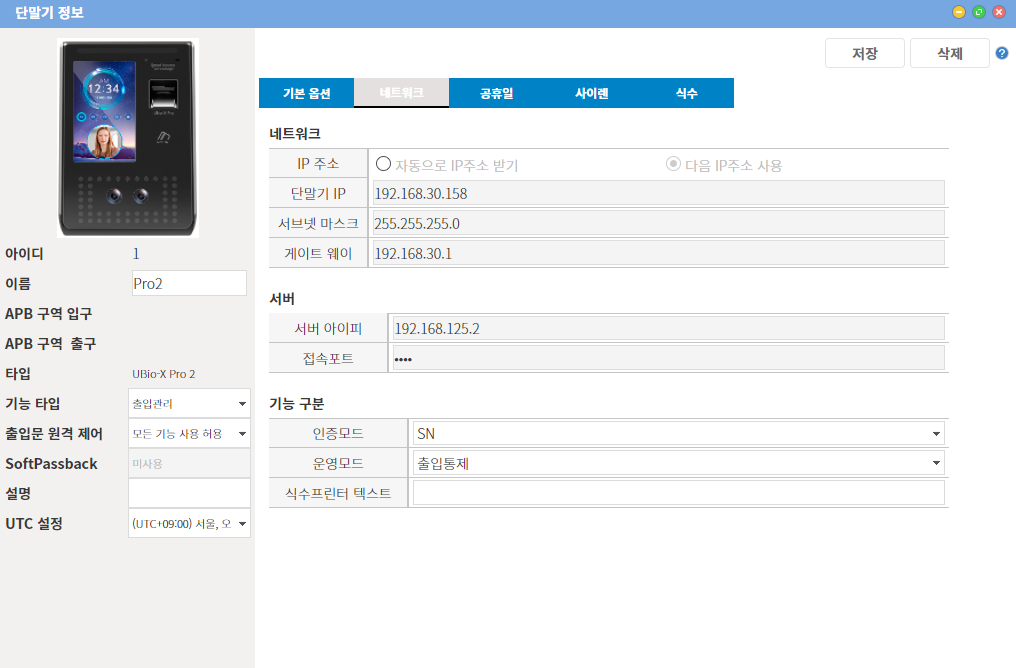 단말기 정보
저장
삭제
?
12:34
기본 옵션
네트워크
공휴일
사이렌
식수
네트워크
IP 주소
자동으로 IP주소 받기
다음 IP주소 사용
단말기 IP
192.168.30.158
서브넷 마스크
255.255.255.0
게이트 웨이
192.168.30.1
서버
서버 아이피
192.168.125.2
접속포트
••••
기능 구분
인증모드
SN
운영모드
출입통제
식수프린터 텍스트
아이디
1
이름
Pro2
APB 구역 입구
APB 구역 출구
타입
UBio-X Pro 2
기능 타입
출입관리
출입문 원격 제어
모든 기능 사용 허용
SoftPassback
미사용
설명
UTC 설정
(UTC+09:00) 서울, 오